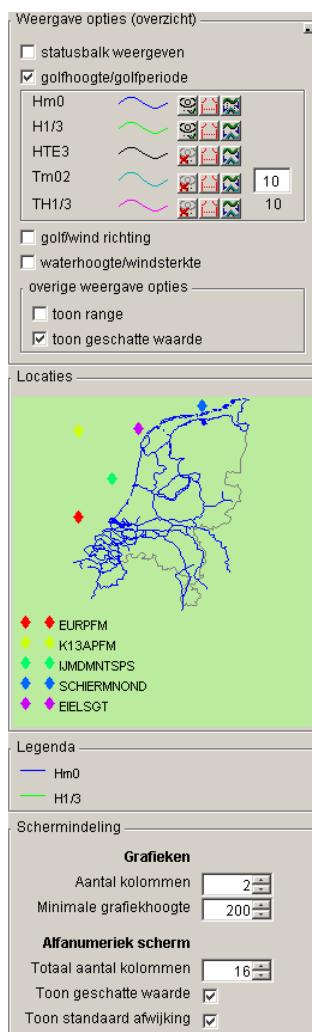 Weergave opties (overzicht)
statusbalk weergeven
golfhoogte/golfperiode
Hm0
H1/3
HTE3
Tm02 10
TH1/3 10
golf/wind richting
waterhoogte/windsterkte
overige weergave opties
toon range
toon geschatte waarde
Locaties
EURPFM
K13APFM
IJMDMNTSPS
SCHIERMNOND
EIELSGT
Legenda
Hm0
H1/3
Schermindeling
Grafieken
Aantal kolommen 2
Minimale grafiekhoogte 200
Alfanumeriek scherm
Totaal aantal kolommen 16
Toon geschatte waarde
Toon standaard afwijking